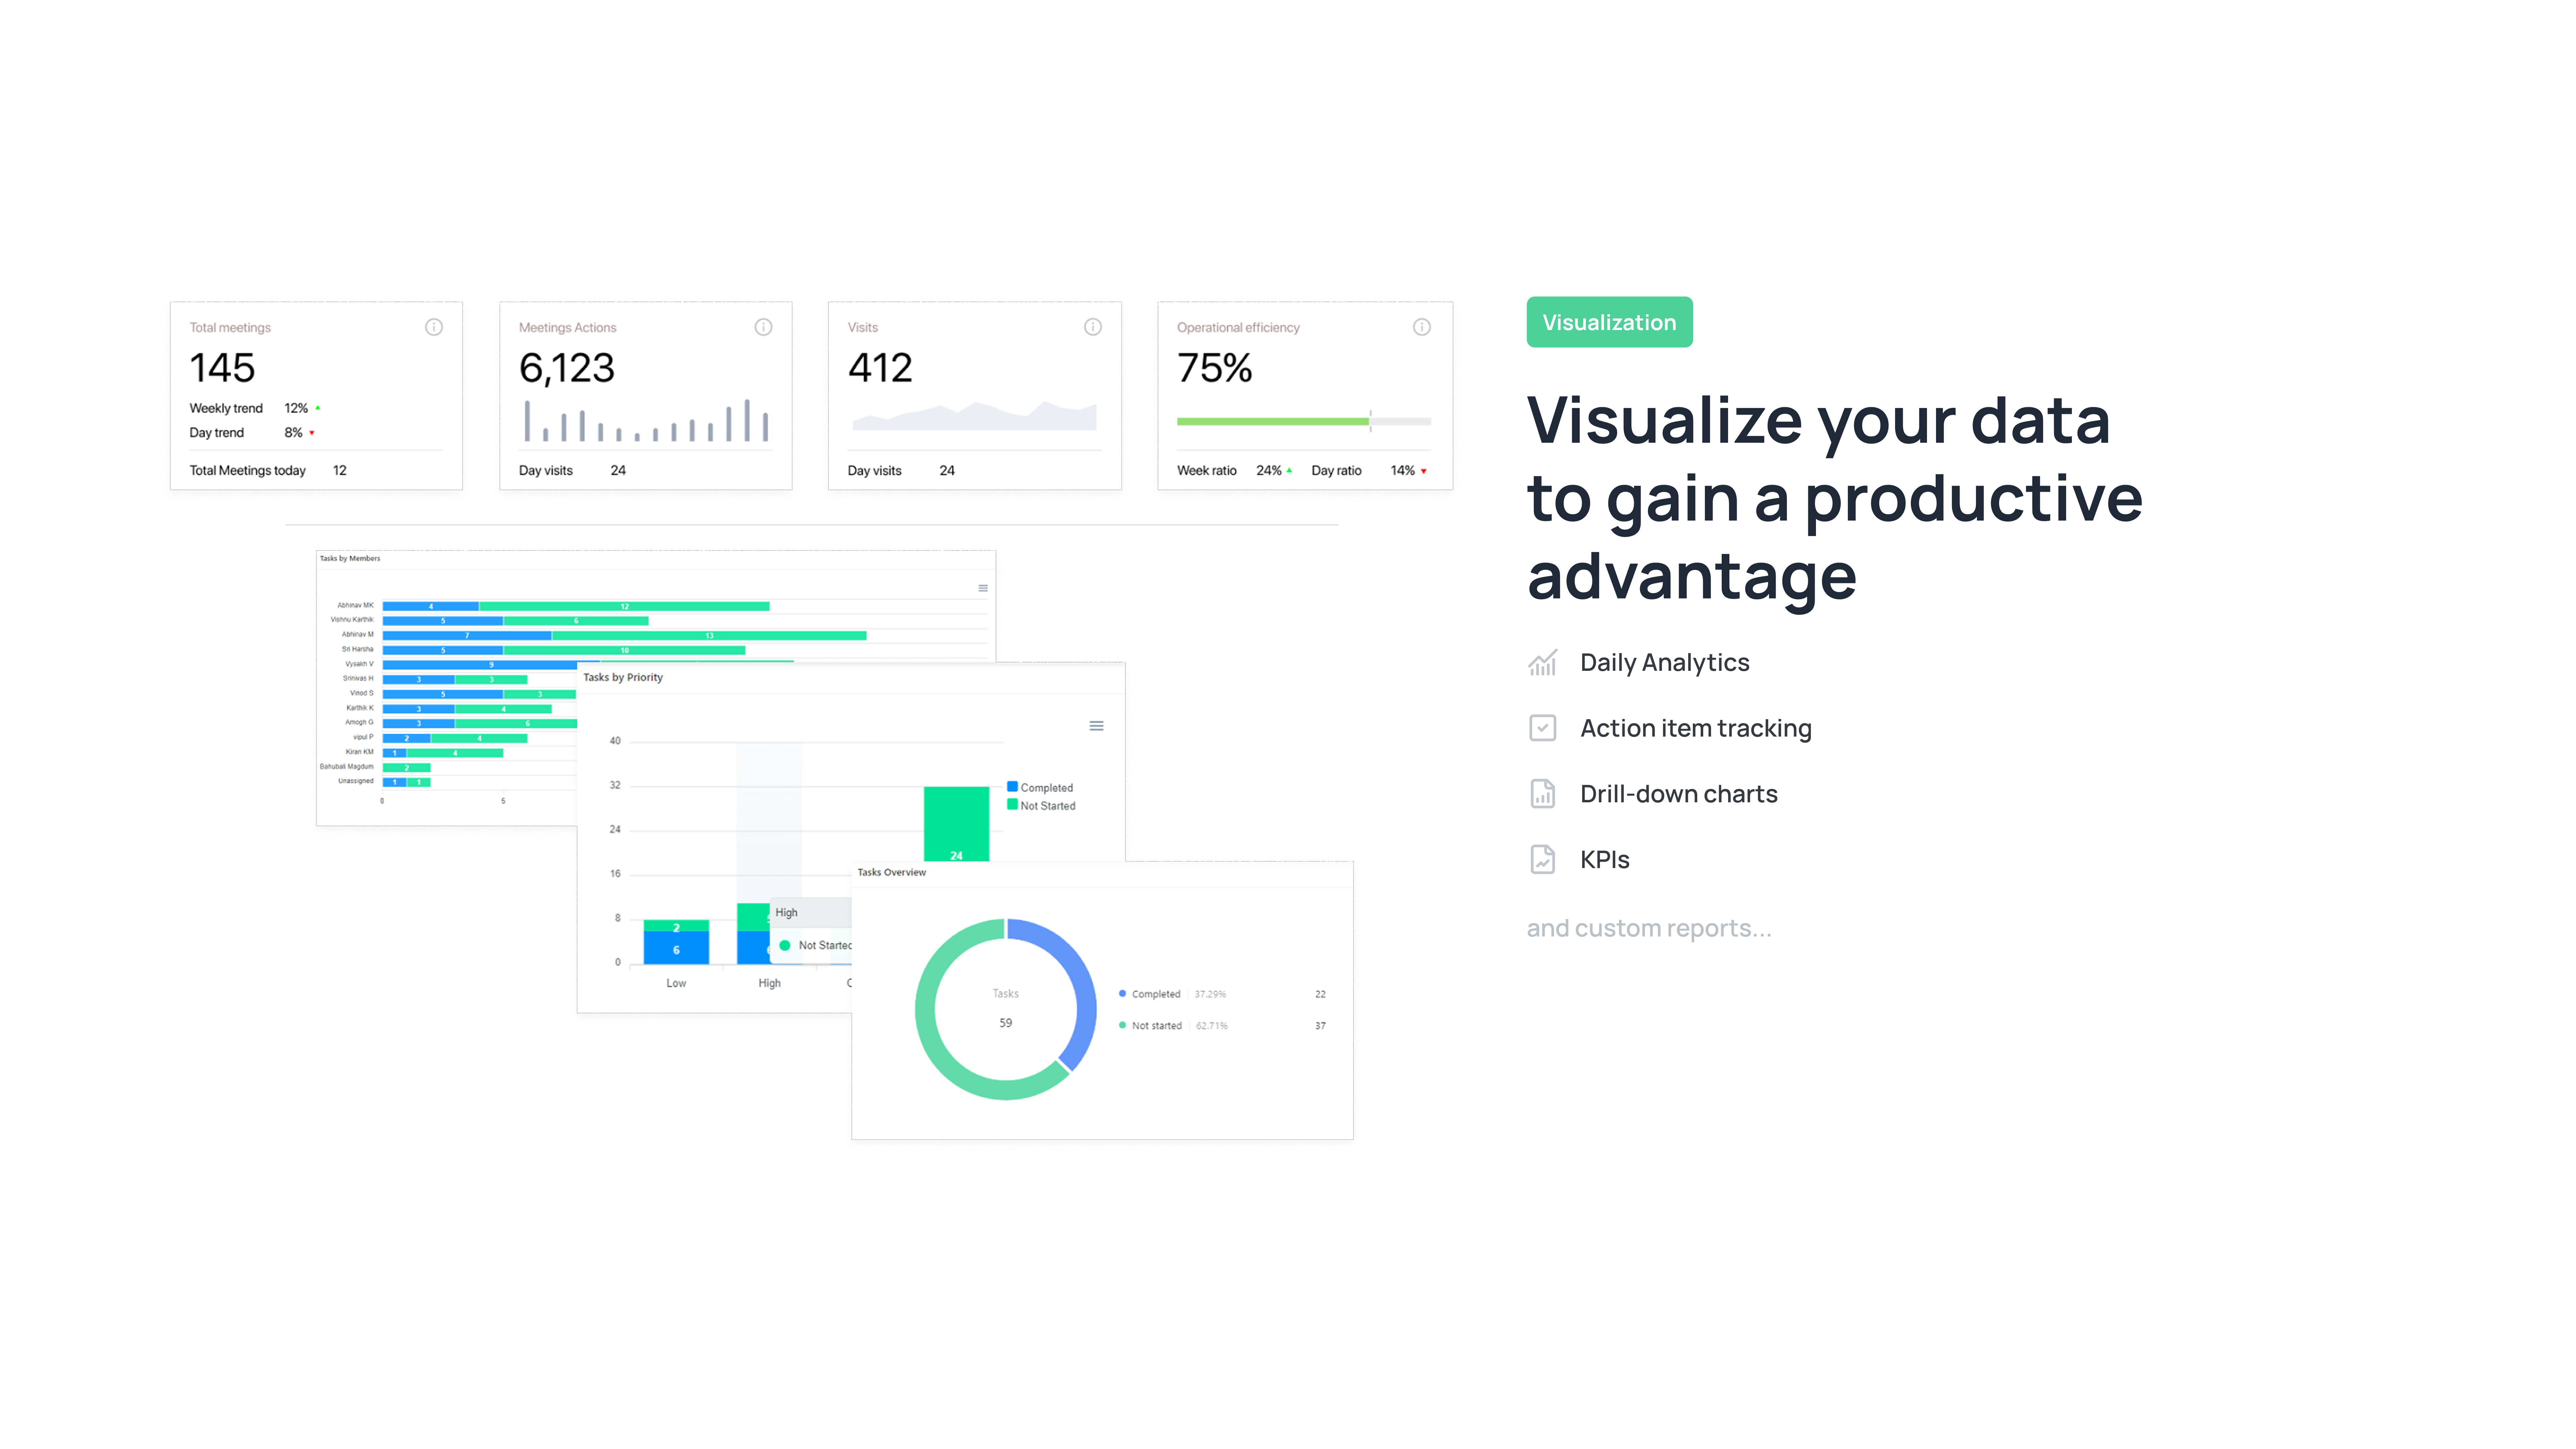 Total meetings
145
Weekly trend 12%
Day trend 8%
Total Meetings today 12
Meetings Actions
6,123
Day visits 24
Visits
412
Day visits 24
Operational efficiency
75%
Week ratio 24% Day ratio 14%
Tasks by Members
Abhinav MK 4 12
Vishnu Karthik 5 6
Abhinav M 7 13
Sri Harsha 5 10
Vysakh V 9
Srinivas H 3 3
Vinod S 5 3
Karthik K 3 4
Amogh G 3 6
vipul P 2 4
Kiran KM 1 4
Bahubali Magdum 2
Unassigned 1 1
0 5
Tasks by Priority
40
32
24
16
8
0
Completed
Not Started
24
2
6
High
Not Started
Low High
Tasks Overview
Tasks
59
Completed 37.29% 22
Not started 62.71% 37
Visualization
Visualize your data
to gain a productive
advantage
Daily Analytics
Action item tracking
Drill-down charts
KPIs
and custom reports...